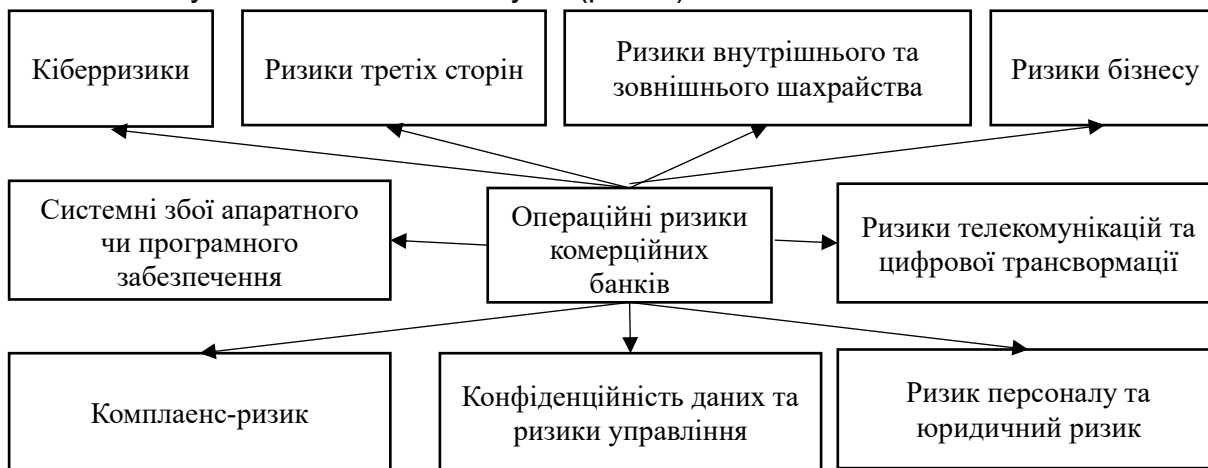 Кіберризики
Ризики третіх сторін
Ризики внутрішнього та
зовнішнього шахрайства
Ризики бізнесу
Системні збої апаратного
чи програмного
забезпечення
Операційні ризики
комерційних
банків
Ризики телекомунікацій та
цифрової трансвормації
Комплаенс-ризик
Конфіденційність даних та
ризики управління
Ризик персоналу та
юридичний ризик